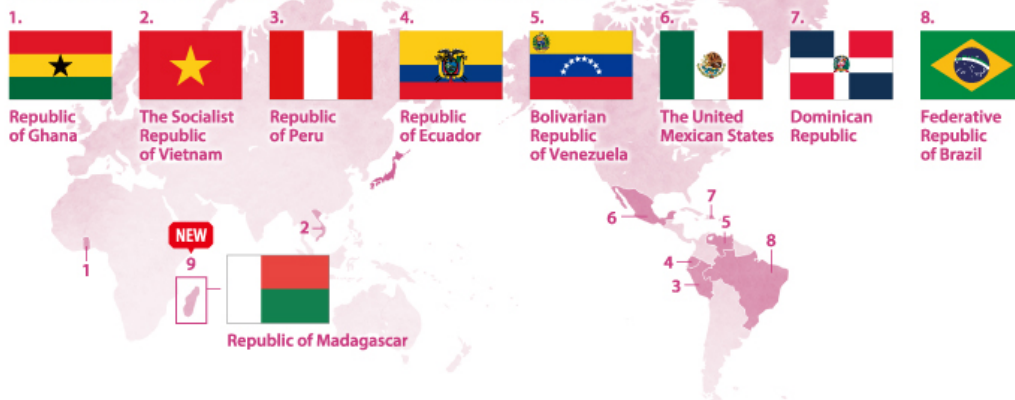 1.
Republic
of Ghana
2.
The Socialist
Republic
of Vietnam
3.
Republic
of Peru
4.
Republic
of Ecuador
5.
Bolivarian
Republic
of Venezuela
6.
The United
Mexican States
7.
Dominican
Republic
8.
Federative
Republic
of Brazil
7
6
5
2
8
NEW
9
4
1
3
Republic of Madagascar